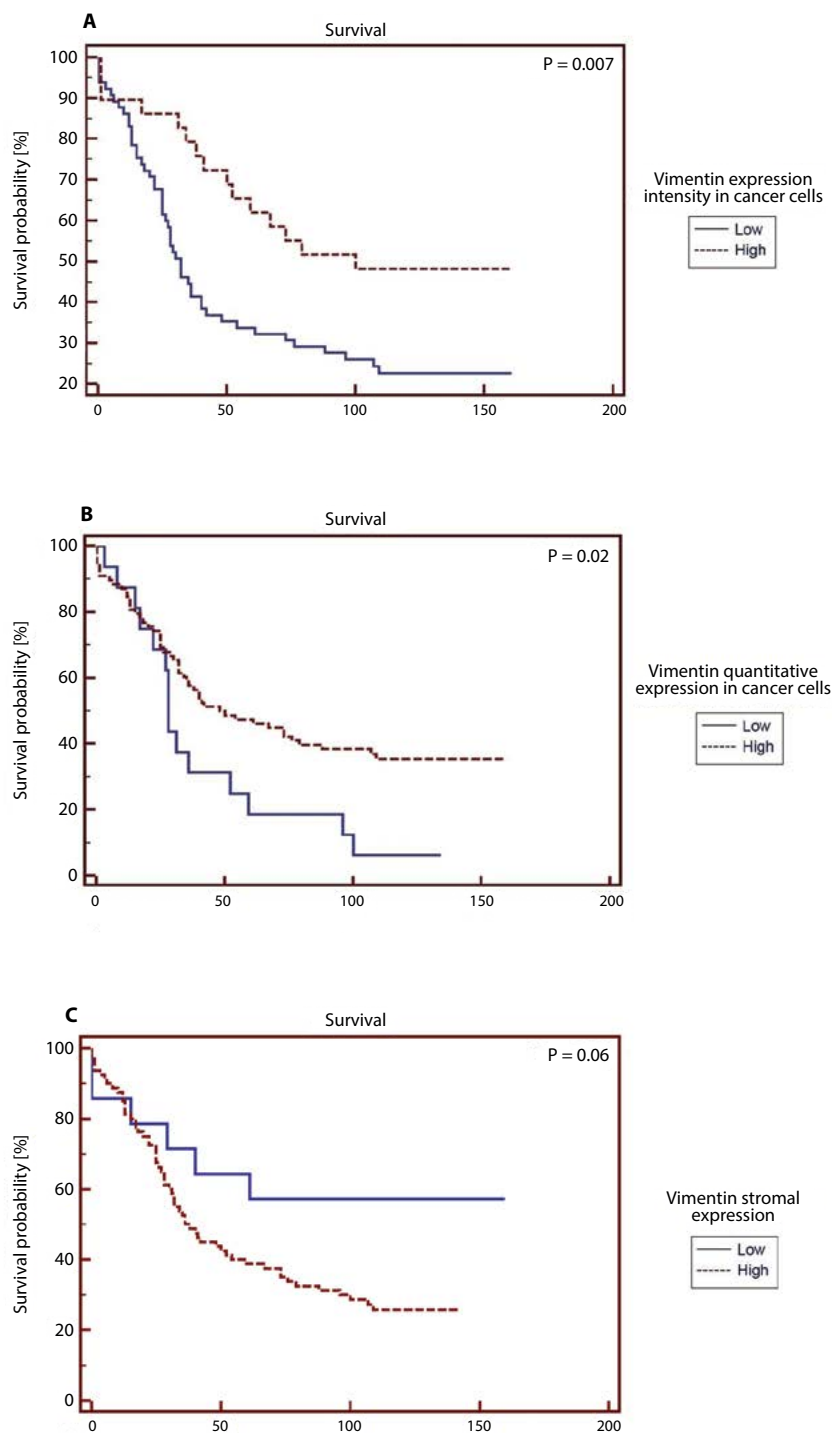 A
Survival
P = 0.007
Survival probability [%]
100
90
80
70
60
50
40
30
20
0
50
100
150
200
Vimentin expression
intensity in cancer cells
Low
High
B
Survival
P = 0.02
Survival probability [%]
100
80
60
40
20
0
0
50
100
150
200
Vimentin quantitative
expression in cancer cells
Low
High
C
Survival
P = 0.06
Survival probability [%]
100
80
60
40
20
0
0
50
100
150
200
Vimentin stromal
expression
Low
High